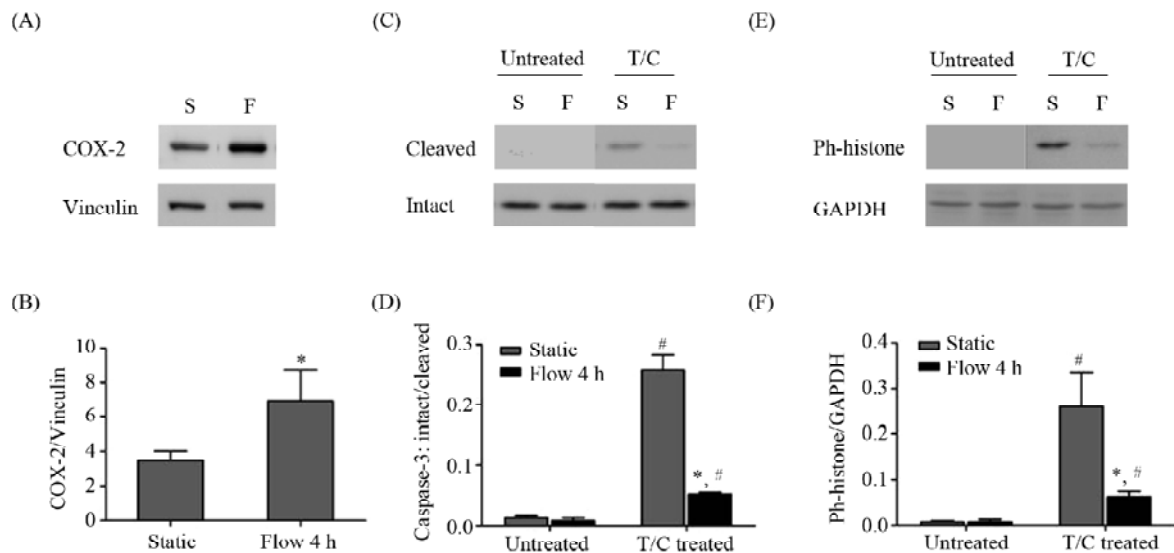 (A)
(C)
(E)
Untreated T/C
Untreated T/C
S F
S F S F
S Γ S Γ
COX-2
Cleaved
Ph-histone
Vinculin
Intact
GAPDH
(B)
(D)
(F)
COX-2/Vinculin
10
8
6
4
2
0
*
Static Flow 4 h
Caspase-3: intact/cleaved
0.3
0.2
0.1
0.0
Static
Flow 4 h
#
*, #
Untreated T/C treated
Ph-histone/GAPDH
0.4
0.3
0.2
0.1
0.0
Static
Flow 4 h
#
*, #
Untreated T/C treated